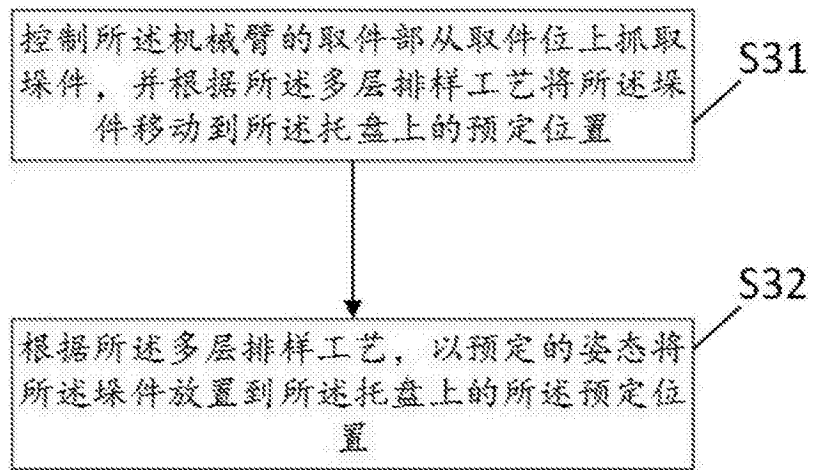 控制所述机械臂的取件部从取件位上抓取
垛件，并根据所述多层排样工艺将所述垛
件移动到所述托盘上的预定位置
S31
根据所述多层排样工艺，以预定的姿态将
所述垛件放置到所述托盘上的所述预定位
置
S32